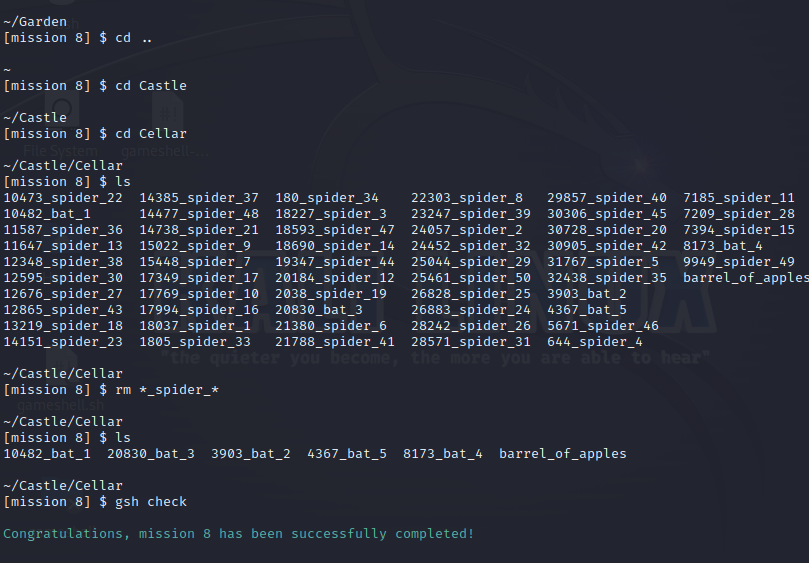 ~/Garden
[mission 8] $ cd ..
~
[mission 8] $ cd Castle
~/Castle
[mission 8] $ cd Cellar
File System gameshell-...
~/Castle/Cellar
[mission 8] $ ls
10473_spider_22 14385_spider_37 180_spider_34 22303_spider_8 29857_spider_40 7185_spider_11
10482_bat_1 14477_spider_48 18227_spider_3 23247_spider_39 30306_spider_45 7209_spider_28
11587_spider_36 14738_spider_21 18593_spider_47 24057_spider_2 30728_spider_20 7394_spider_15
11647_spider_13 15022_spider_9 18690_spider_14 24452_spider_32 30905_spider_42 8173_bat_4
12348_spider_38 15448_spider_7 19347_spider_44 25044_spider_29 31767_spider_5 9949_spider_49
12595_spider_30 17349_spider_17 20184_spider_12 25461_spider_50 32438_spider_35 barrel_of_apples
12676_spider_27 17769_spider_10 2038_spider_19 26828_spider_25 3903_bat_2
12865_spider_43 17994_spider_16 20830_bat_3 26883_spider_24 4367_bat_5
13219_spider_18 18037_spider_1 21380_spider_6 28242_spider_26 5671_spider_46
14151_spider_23 1805_spider_33 21788_spider_41 28571_spider_31 644_spider_4
"the quieter you become, the more you are able to hear"
~/Castle/Cellar
[mission 8] $ rm *_spider_*
gameshell.sh
~/Castle/Cellar
[mission 8] $ ls
10482_bat_1 20830_bat_3 3903_bat_2 4367_bat_5 8173_bat_4 barrel_of_apples
~/Castle/Cellar
[mission 8] $ gsh check
Congratulations, mission 8 has been successfully completed!